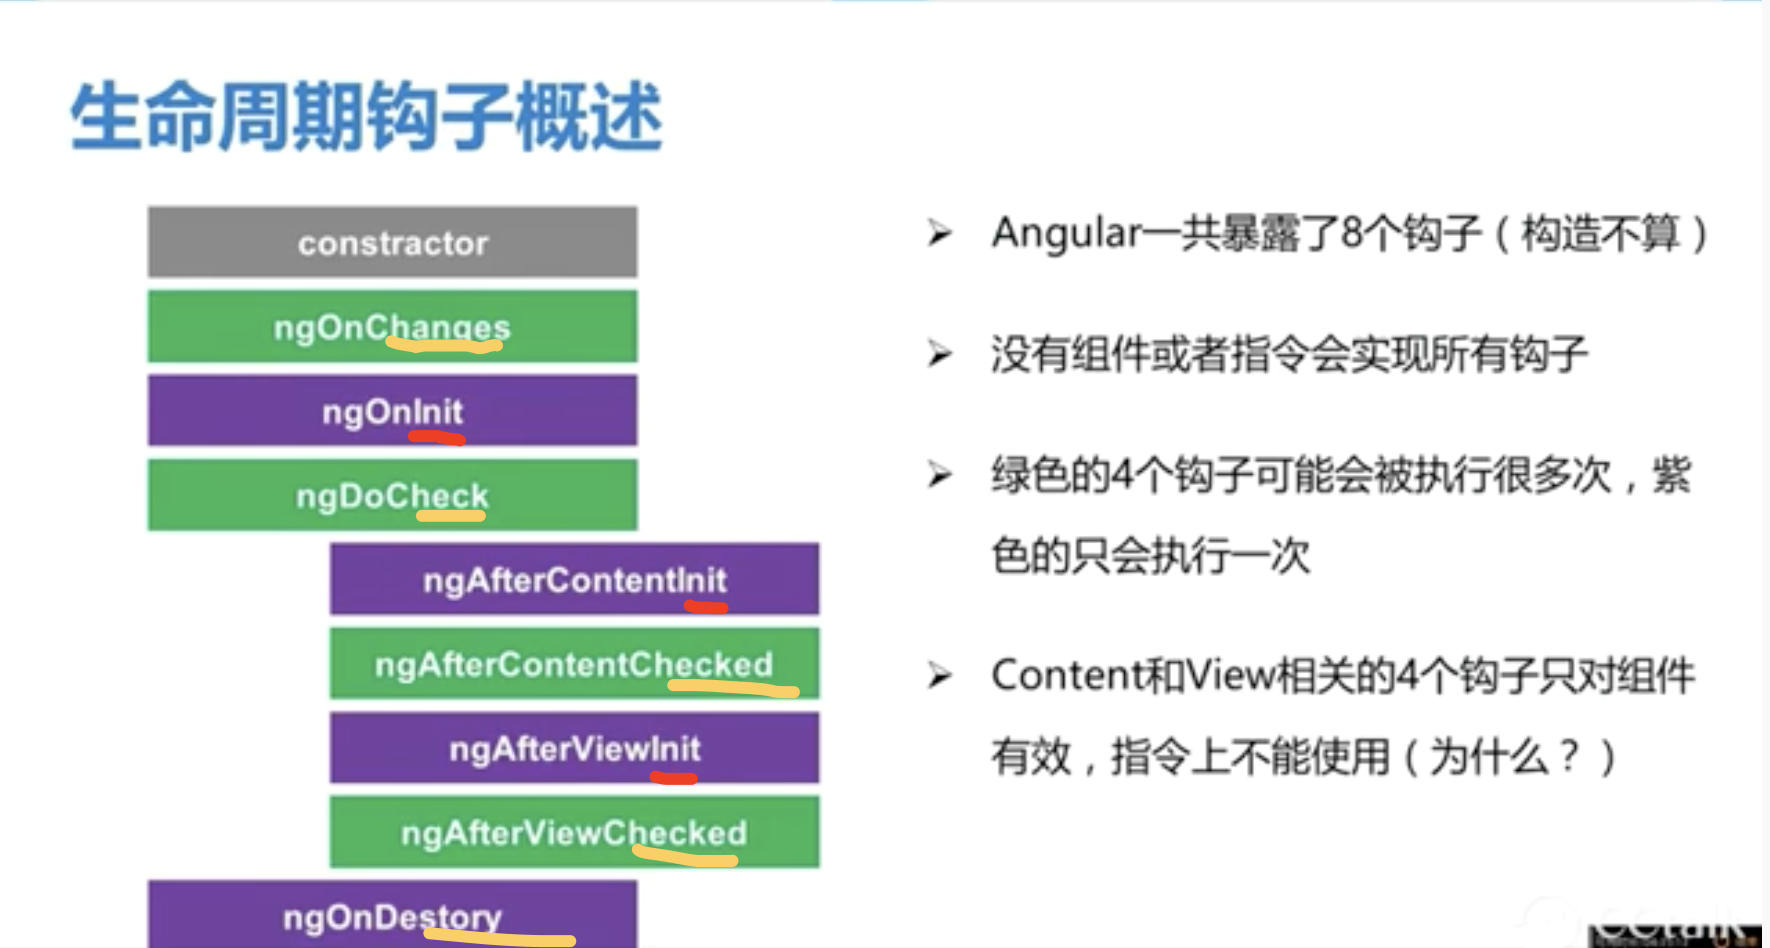 生命周期钩子概述
constractor
ngOnChanges
ngOnInit
ngDoCheck
ngAfterContentInit
ngAfterContentChecked
ngAfterViewInit
ngAfterViewChecked
ngOnDestory
Angular一共暴露了8个钩子（构造不算）
没有组件或者指令会实现所有钩子
绿色的4个钩子可能会被执行很多次，紫
色的只会执行一次
Content和View相关的4个钩子只对组件
有效，指令上不能使用（为什么？）
CCtalk